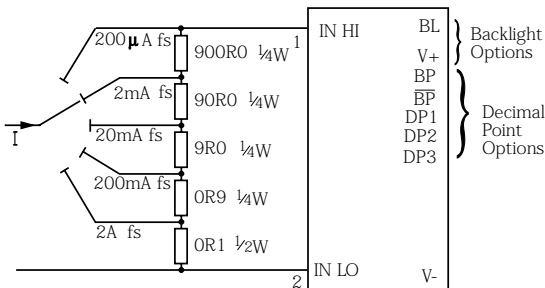 200μA fs
1
IN HI
BL
Backlight
Options
900R0 ¼W
V+
2mA fs
BP
90R0 ¼W
B̅P̅
DP1
Decimal
Point
Options
I
20mA fs
DP2
9R0 ¼W
DP3
200mA fs
0R9 ¼W
2A fs
0R1 ½W
2
IN LO
V-